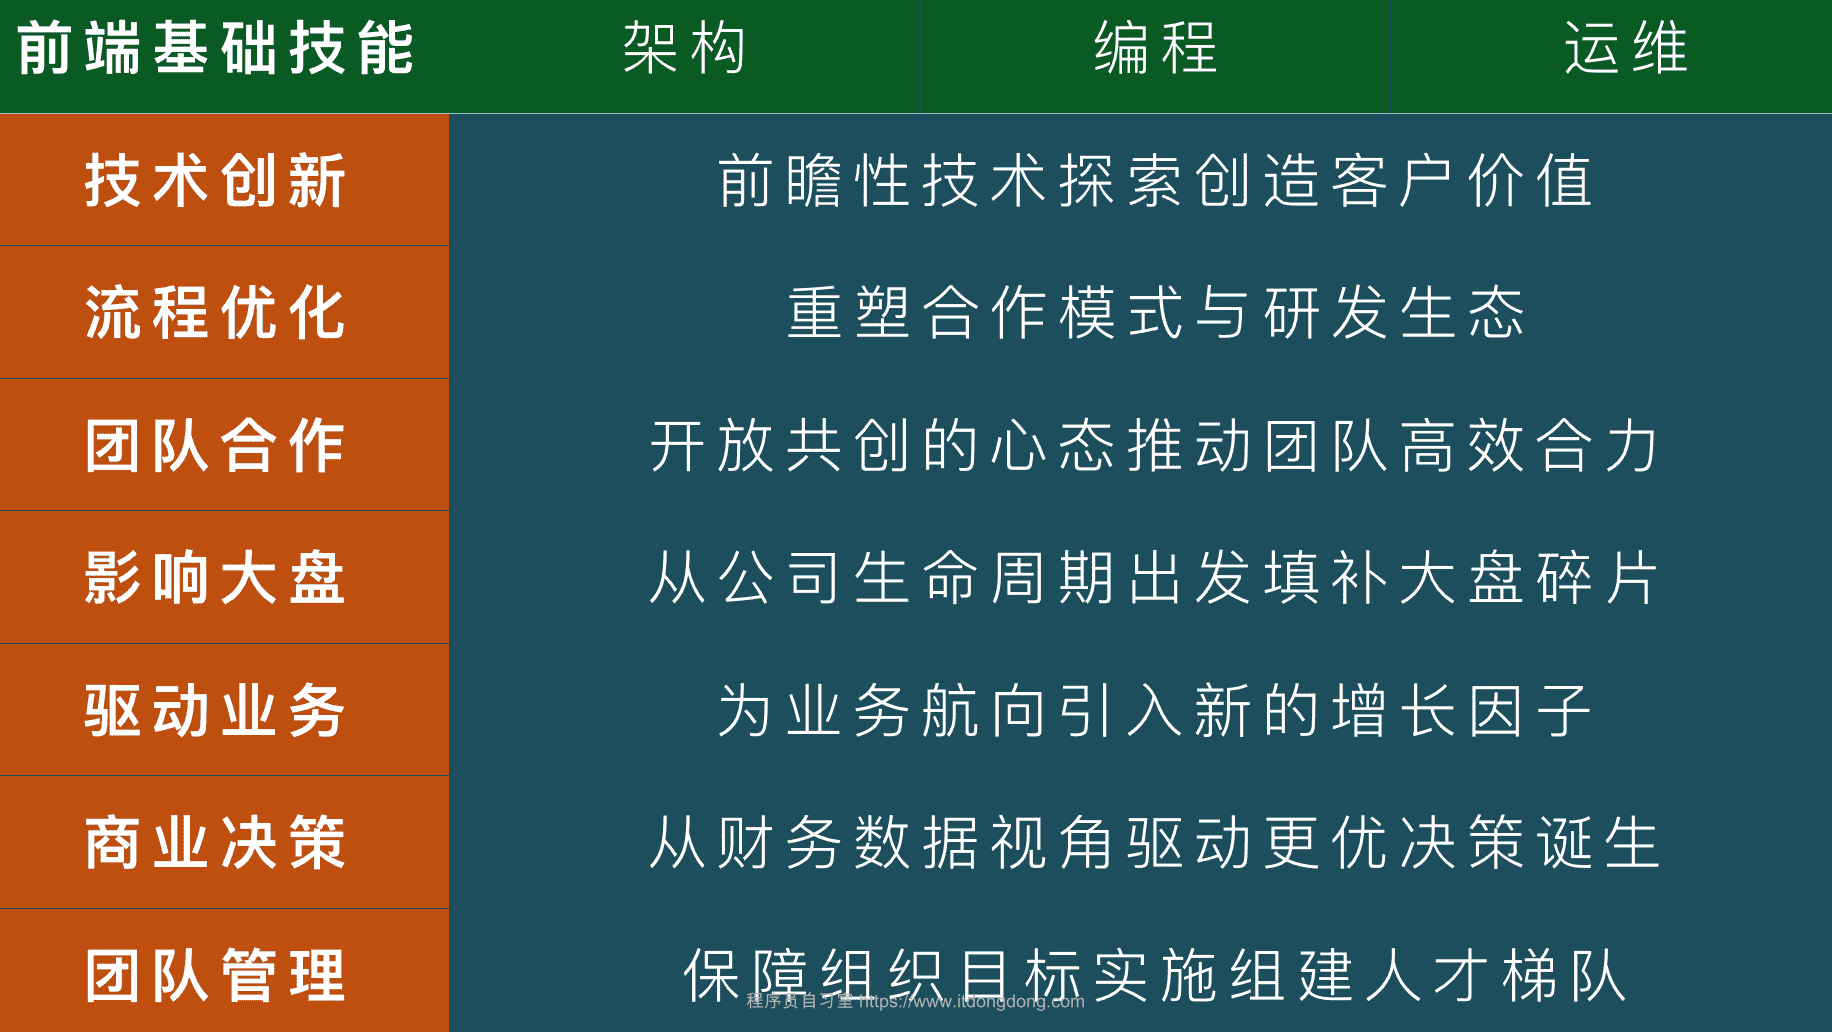 前端基础技能 架构 编程 运维
技术创新 前瞻性技术探索创造客户价值
流程优化 重塑合作模式与研发生态
团队合作 开放共创的心态推动团队高效合力
影响大盘 从公司生命周期出发填补大盘碎片
驱动业务 为业务航向引入新的增长因子
商业决策 从财务数据视角驱动更优决策诞生
团队管理 保障组织目标实施组建人才梯队
程序员自习室 https://www.itdongdong.com